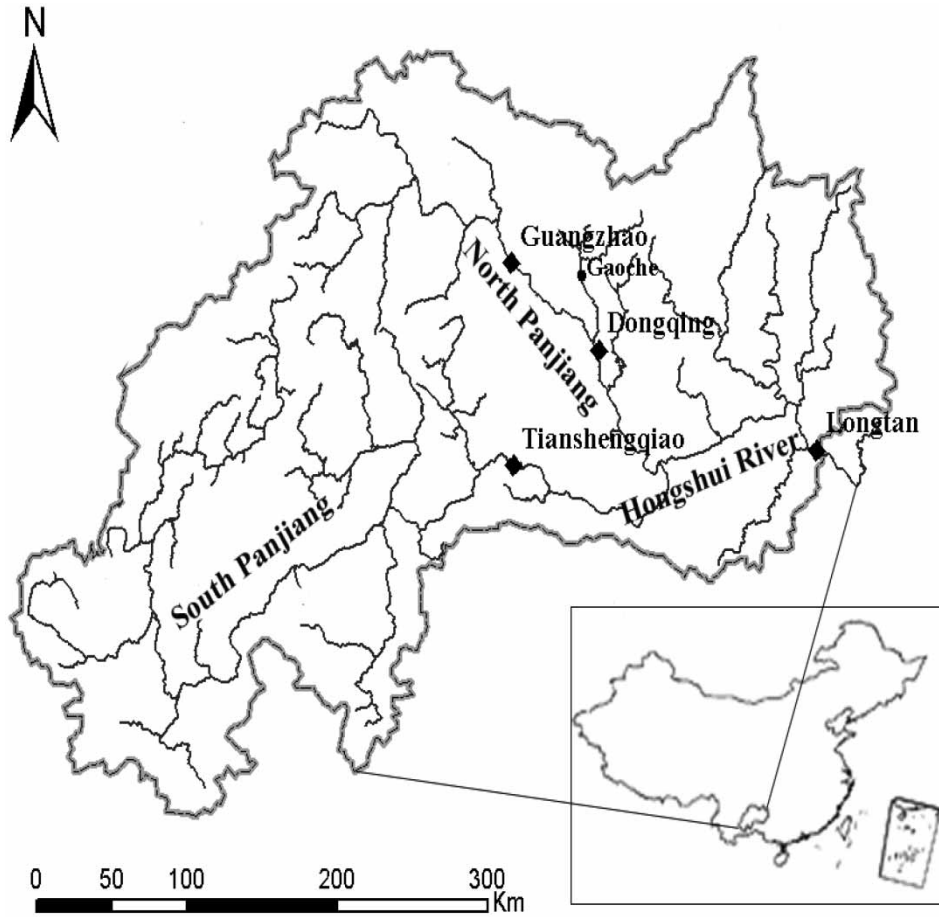 N
Guangzhao
Gaoche
North Panjiang
Dongqing
Longtan
Tianshengqiao
Hongshui River
South Panjiang
0 50 100 200 300
Km